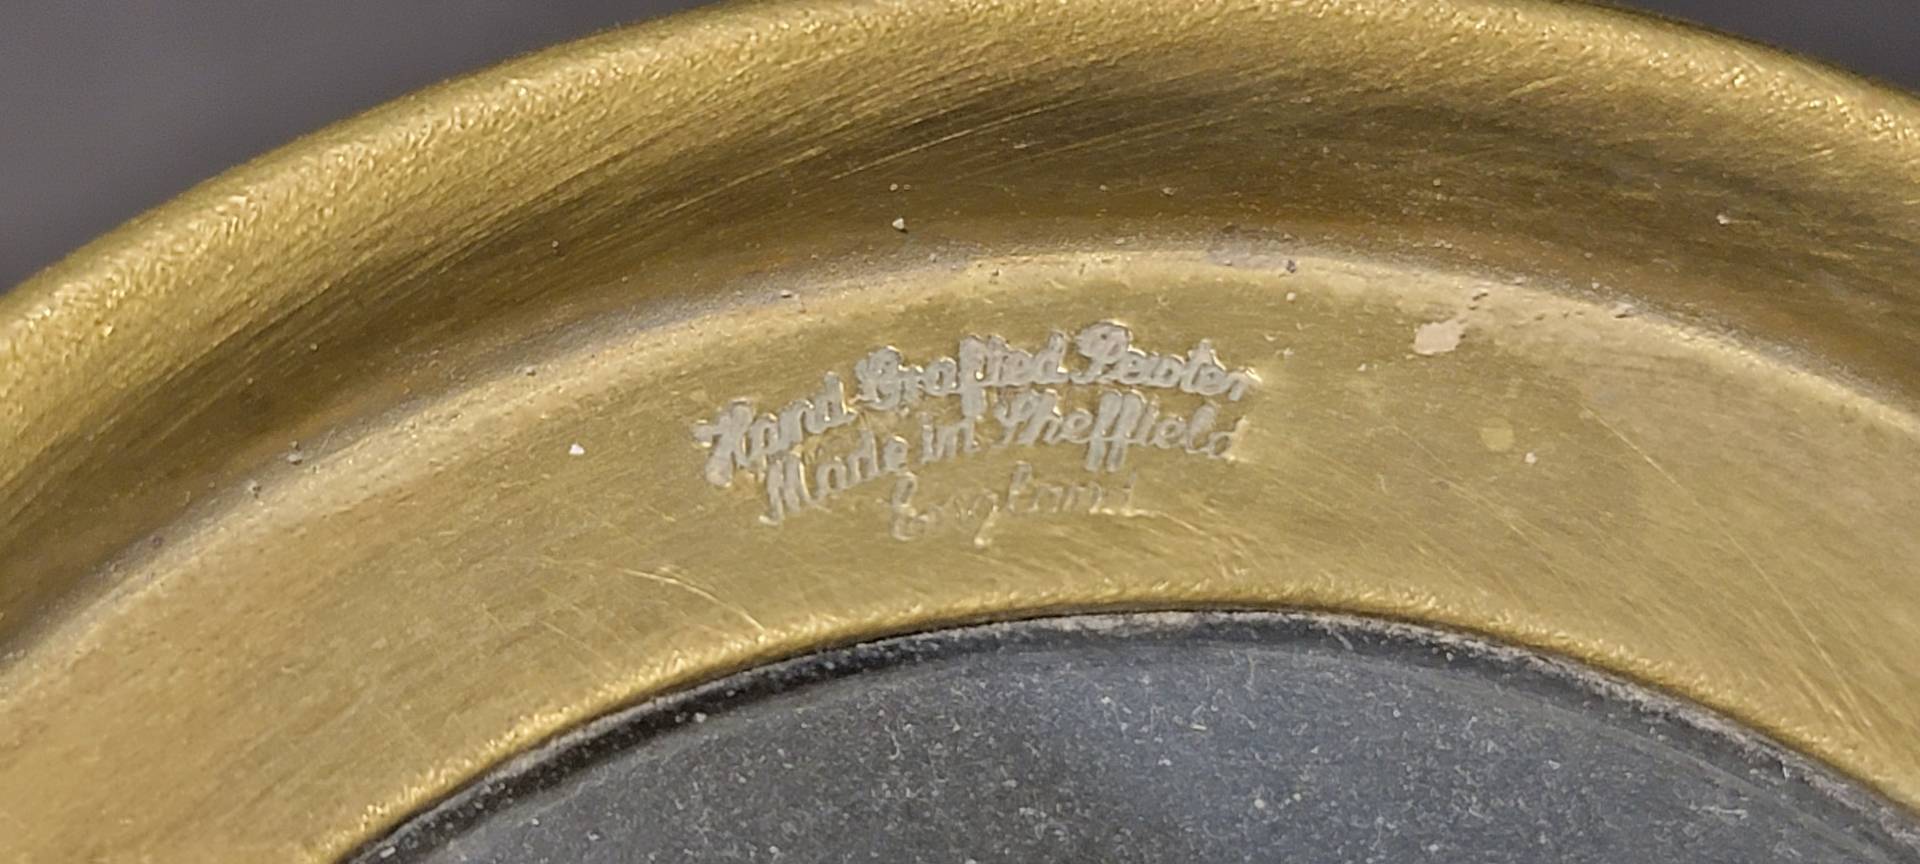 Hand Crafted Pewter
Made in Sheffield
England